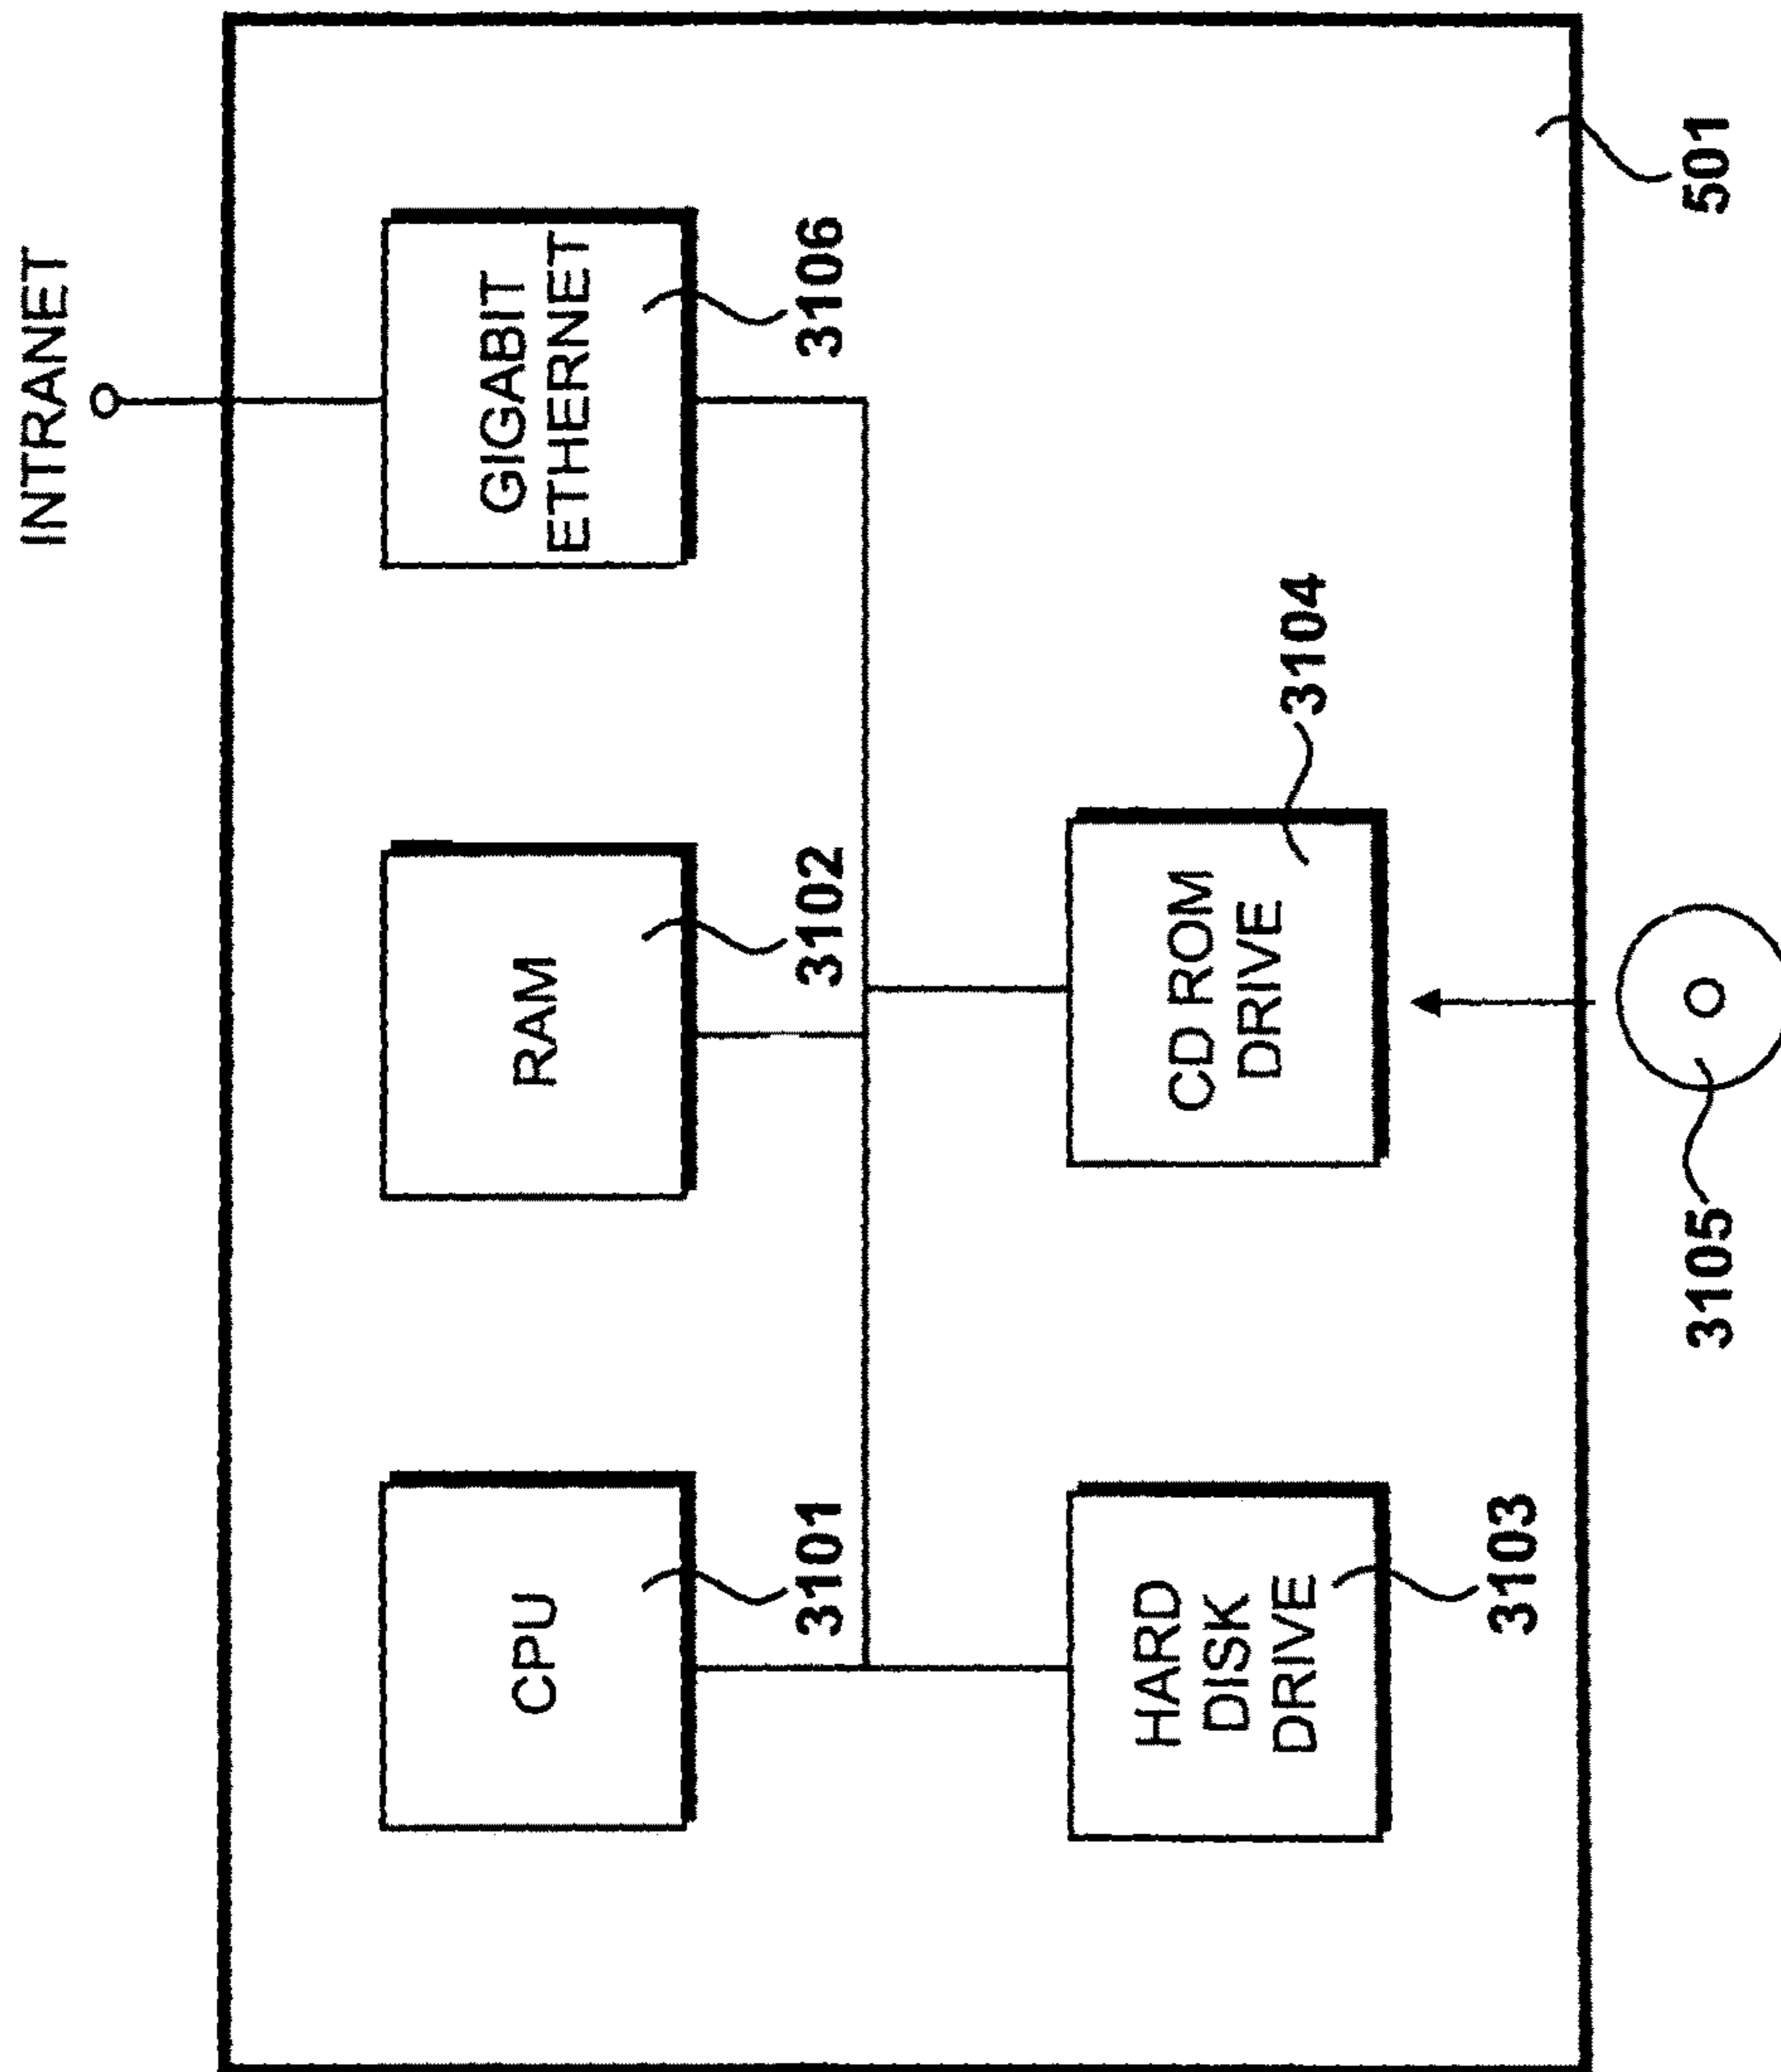 INTRANET
CPU
3101
RAM
3102
GIGABIT
ETHERNET
3106
HARD
DISK
DRIVE
3103
CD ROM
DRIVE
3104
3105
501